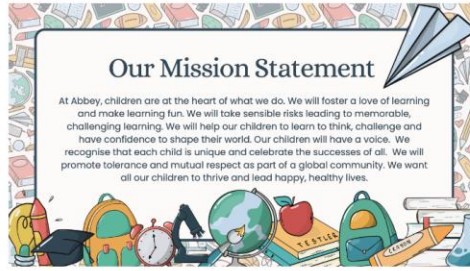 Our Mission Statement
At Abbey, children are at the heart of what we do. We will foster a love of learning
and make learning fun. We will take sensible risks leading to memorable,
challenging learning. We will help our children to learn to think, challenge and
have confidence to shape their world. Our children will have a voice. We
recognise that each child is unique and celebrate the successes of all. We will
promote tolerance and mutual respect as part of a global community. We want
all our children to thrive and lead happy, healthy lives.
CRAYON